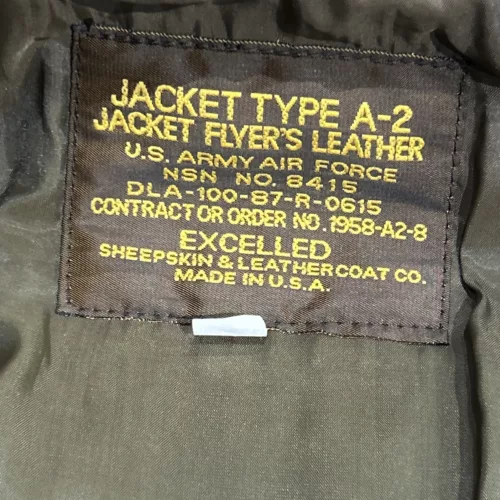 JACKET TYPE A-2
JACKET FLYER'S LEATHER
U.S. ARMY AIR FORCE
NSN NO. 8415
DLA-100-87-R-0615
CONTRACT OR ORDER NO. 1958-A2-8
EXCELLED
SHEEPSKIN & LEATHER COAT CO.
MADE IN U.S.A.